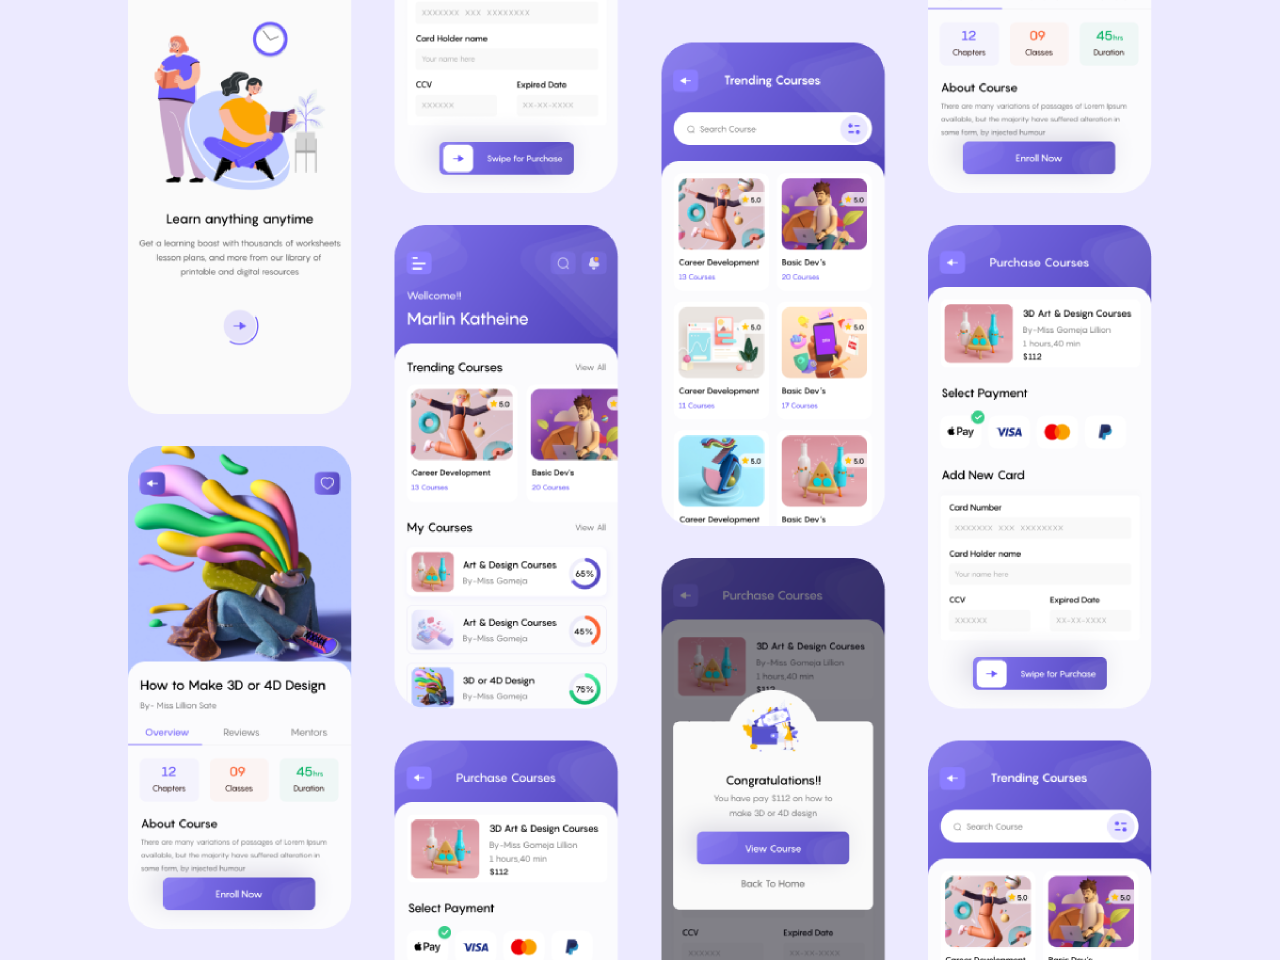 Learn anything anytime
Get a learning boast with thousands of worksheets
lesson plans, and more from our library of
printable and digital resources
How to Make 3D or 4D Design
By- Miss Lillian Sate
Overview Reviews Mentors
12 09 45hrs
Chapters Classes Duration
About Course
There are many variations of passages of Lorem Ipsum
available, but the majority have suffered alteration in
some form, by injected humour
Enroll Now
XXXXXXX XXX XXXXXXXX
Card Holder name
Your name here
CCV Expired Date
XXXXXX XX-XX-XXXX
Swipe for Purchase
Wellcome!!
Marlin Katheine
Trending Courses View All
5.0
Career Development Basic Dev's
13 Courses 20 Courses
My Courses View All
Art & Design Courses
By-Miss Gomeja
65%
Art & Design Courses
By-Miss Gomeja
45%
3D or 4D Design
By-Miss Gomeja
75%
Purchase Courses
3D Art & Design Courses
By-Miss Gomeja Lillian
1 hours,40 min
$112
Select Payment
Pay VISA
Trending Courses
Search Course
5.0 5.0
Career Development Basic Dev's
13 Courses 20 Courses
5.0 5.0
Career Development Basic Dev's
11 Courses 17 Courses
5.0 5.0
Career Development Basic Dev's
Purchase Courses
3D Art & Design Courses
By-Miss Gomeja Lillian
1 hours,40 min
$112
Congratulations!!
You have pay $112 on how to
make 3D or 4D design
View Course
Back To Home
CCV Expired Date
XXXXXX XX-XX-XXXX
12 09 45hrs
Chapters Classes Duration
About Course
There are many variations of passages of Lorem Ipsum
available, but the majority have suffered alteration in
some form, by injected humour
Enroll Now
Purchase Courses
3D Art & Design Courses
By-Miss Gomeja Lillian
1 hours,40 min
$112
Select Payment
Pay VISA
Add New Card
Card Number
XXXXXXX XXX XXXXXXXX
Card Holder name
Your name here
CCV Expired Date
XXXXXX XX-XX-XXXX
Swipe for Purchase
Trending Courses
Search Course
5.0 5.0
Career Development Basic Dev's